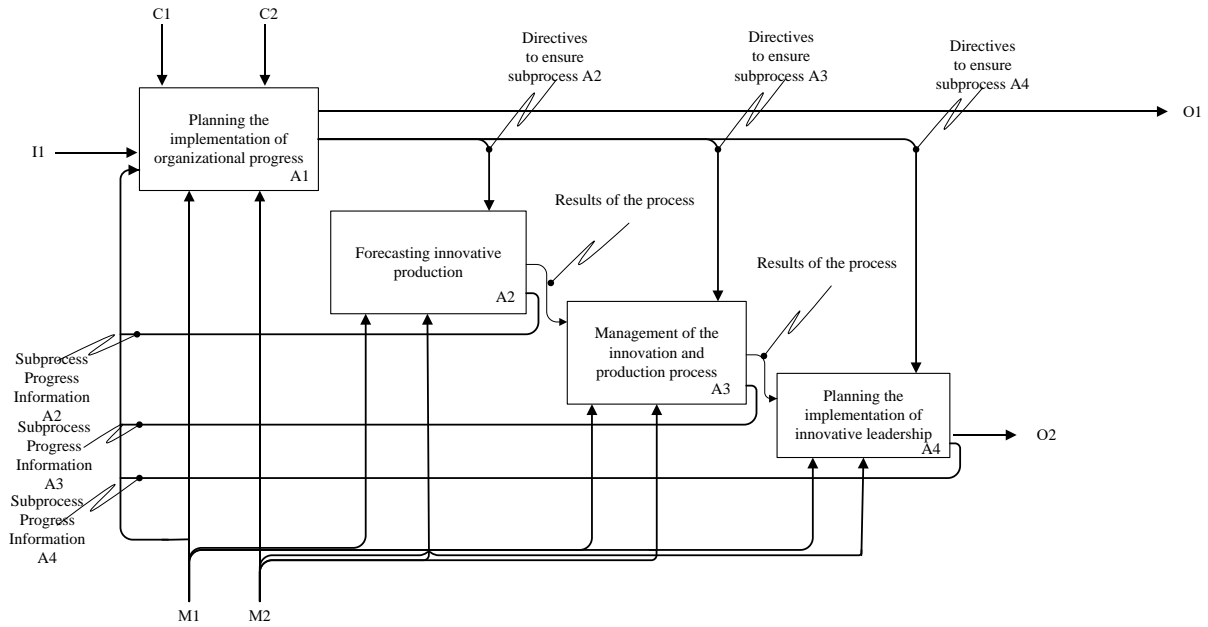 C1
C2
Directives
to ensure
subprocess A2
Directives
to ensure
subprocess A3
Directives
to ensure
subprocess A4
O1
I1
Planning the
implementation of
organizational progress
A1
Results of the process
Forecasting innovative
production
A2
Results of the process
Management of the
innovation and
production process
A3
Subprocess
Progress
Information
A2
Planning the
implementation of
innovative leadership
A4
O2
Subprocess
Progress
Information
A3
Subprocess
Progress
Information
A4
M1
M2